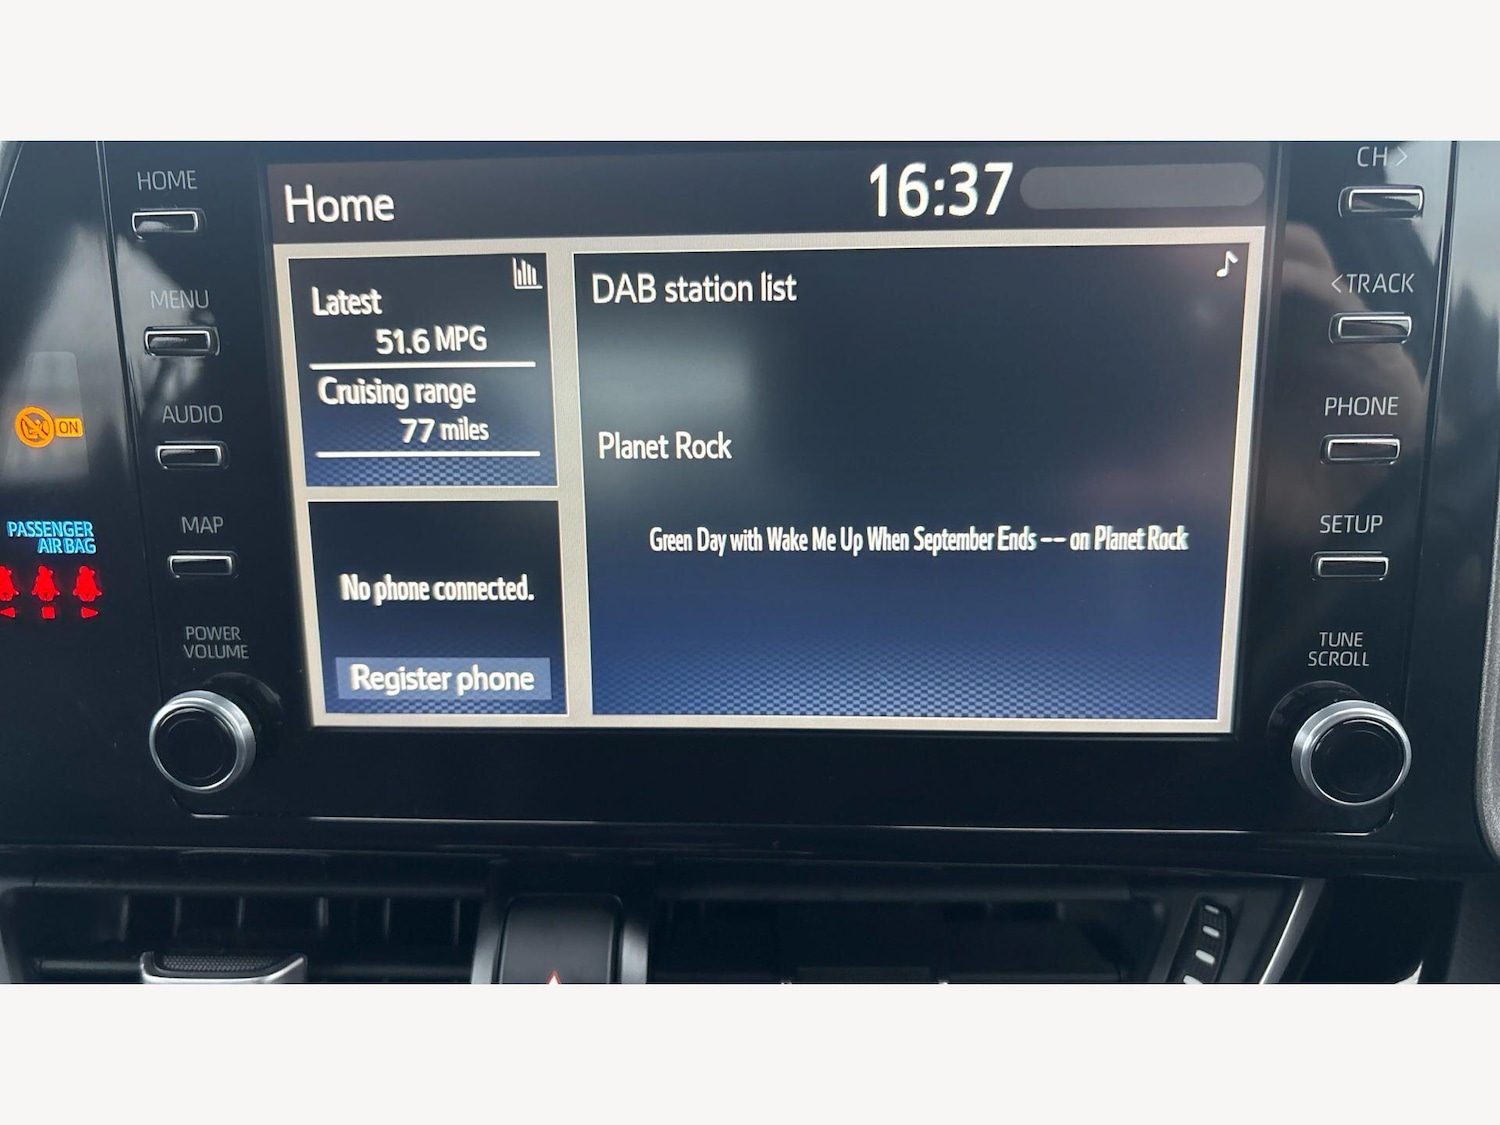 HOME
MENU
AUDIO
MAP
POWER
VOLUME
ON
PASSENGER
AIR BAG
Home
16:37
Latest
51.6 MPG
Cruising range
77 miles
No phone connected.
Register phone
DAB station list
Planet Rock
Green Day with Wake Me Up When September Ends -- on Planet Rock
CH >
< TRACK
PHONE
SETUP
TUNE
SCROLL